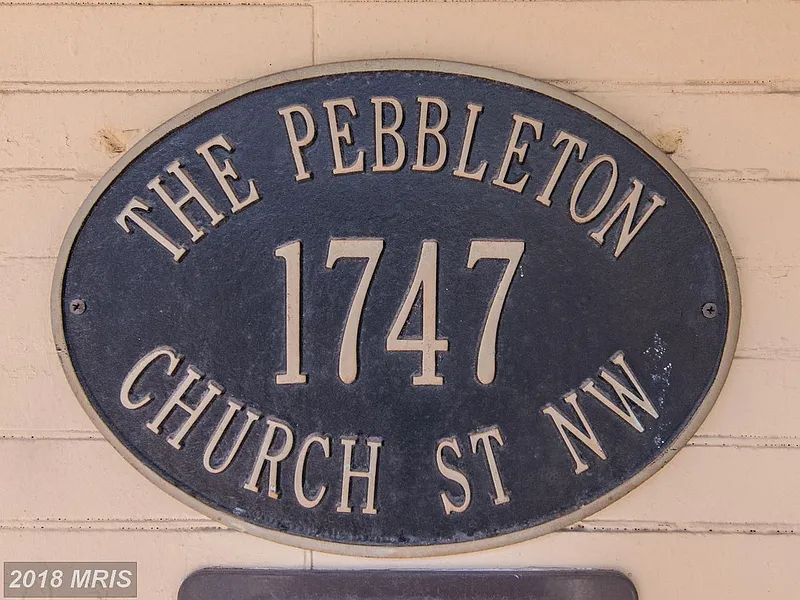 THE PEBBLETON
1747
CHURCH ST NW
2018 MRIS